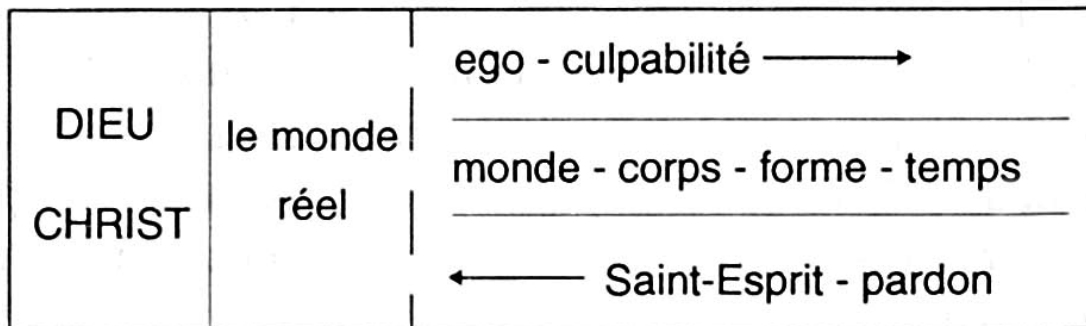 DIEU
CHRIST
le monde
réel
ego - culpabilité
monde - corps - forme - temps
Saint-Esprit - pardon